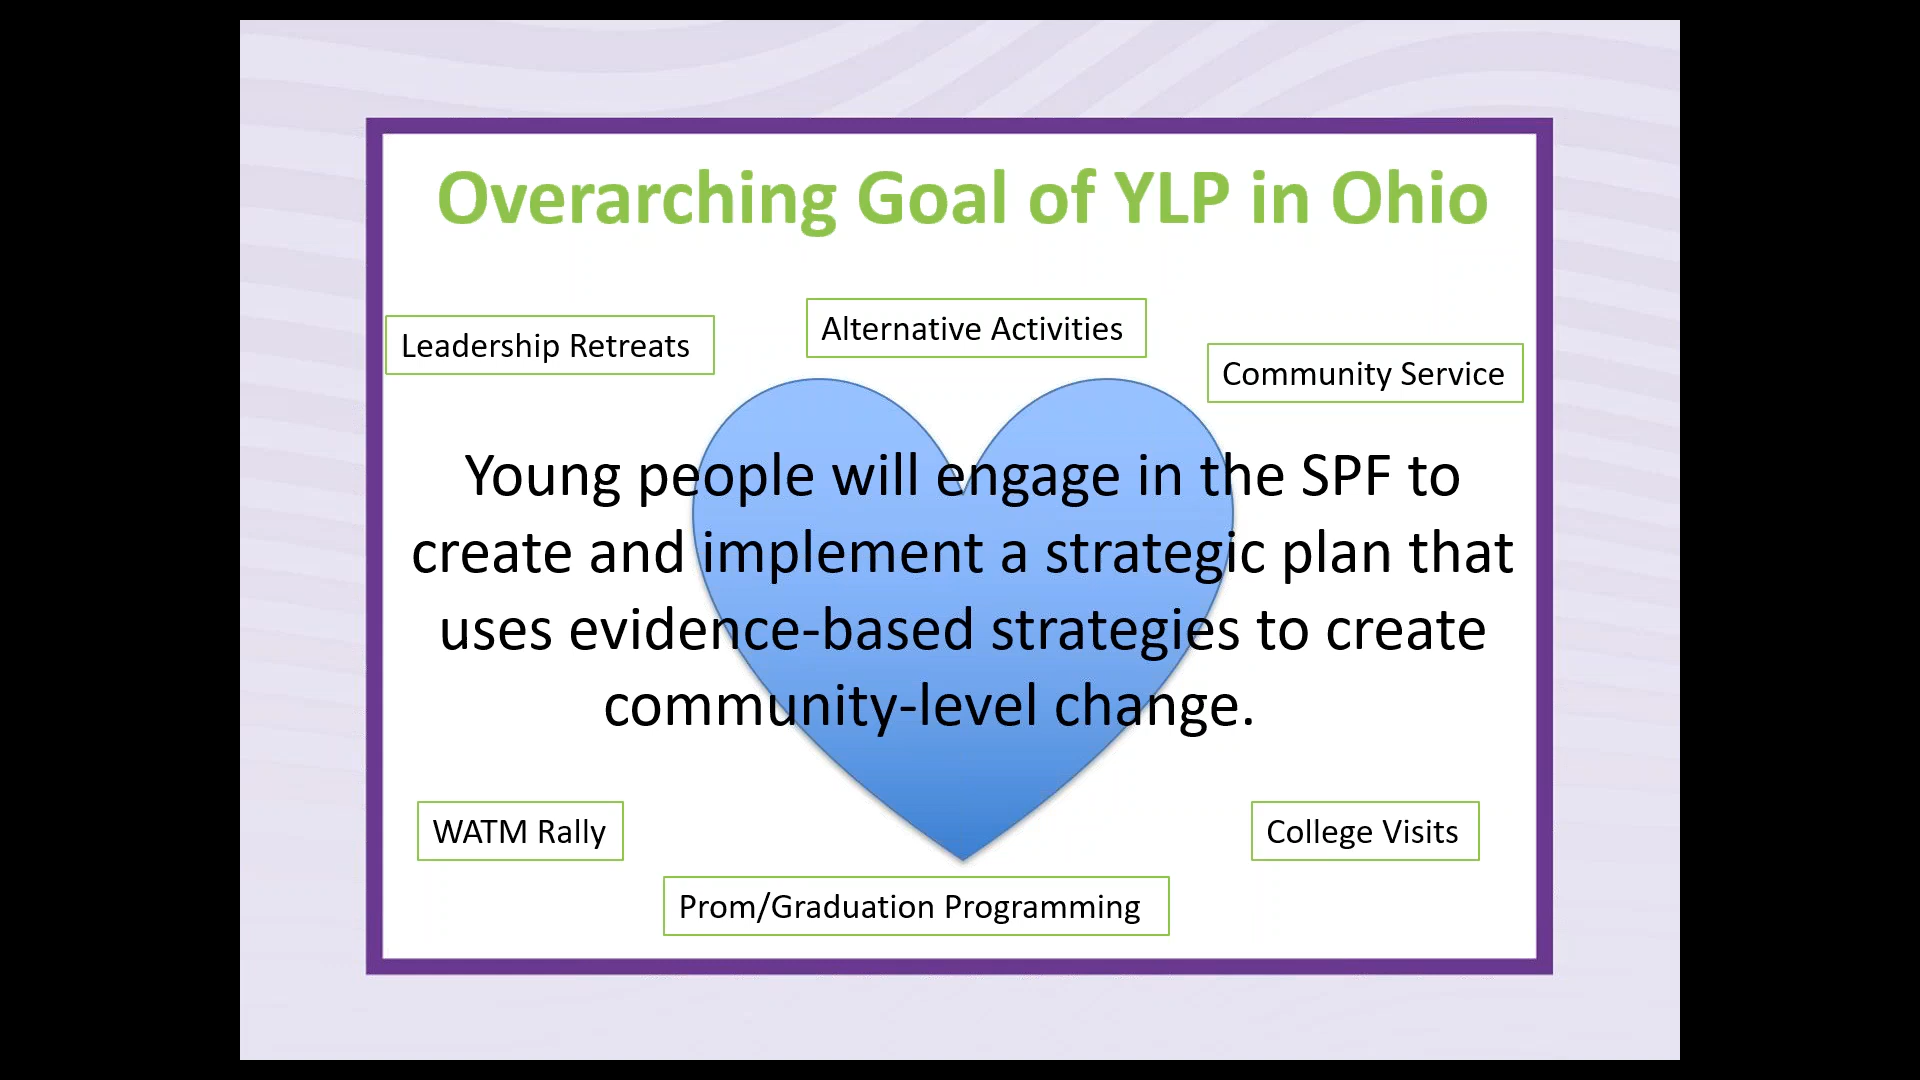 Overarching Goal of YLP in Ohio
Leadership Retreats
Alternative Activities
Community Service
Young people will engage in the SPF to
create and implement a strategic plan that
uses evidence-based strategies to create
community-level change.
WATM Rally
College Visits
Prom/Graduation Programming